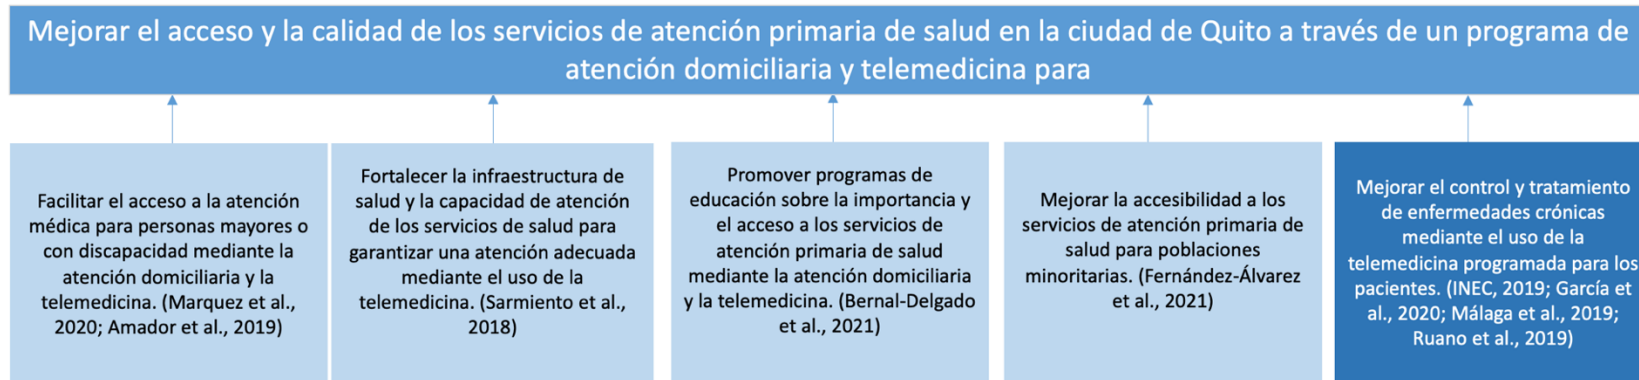 Mejorar el acceso y la calidad de los servicios de atención primaria de salud en la ciudad de Quito a través de un programa de
atención domiciliaria y telemedicina para
Facilitar el acceso a la atención
médica para personas mayores o
con discapacidad mediante la
atención domiciliaria y la
telemedicina. (Marquez et al.,
2020; Amador et al., 2019)
Fortalecer la infraestructura de
salud y la capacidad de atención
de los servicios de salud para
garantizar una atención adecuada
mediante el uso de la
telemedicina. (Sarmiento et al.,
2018)
Promover programas de
educación sobre la importancia y
el acceso a los servicios de
atención primaria de salud
mediante la atención domiciliaria
y la telemedicina. (Bernal-Delgado
et al., 2021)
Mejorar la accesibilidad a los
servicios de atención primaria de
salud para poblaciones
minoritarias. (Fernández-Álvarez
et al., 2021)
Mejorar el control y tratamiento
de enfermedades crónicas
mediante el uso de la
telemedicina programada para los
pacientes. (INEC, 2019; García et
al., 2020; Málaga et al., 2019;
Ruano et al., 2019)